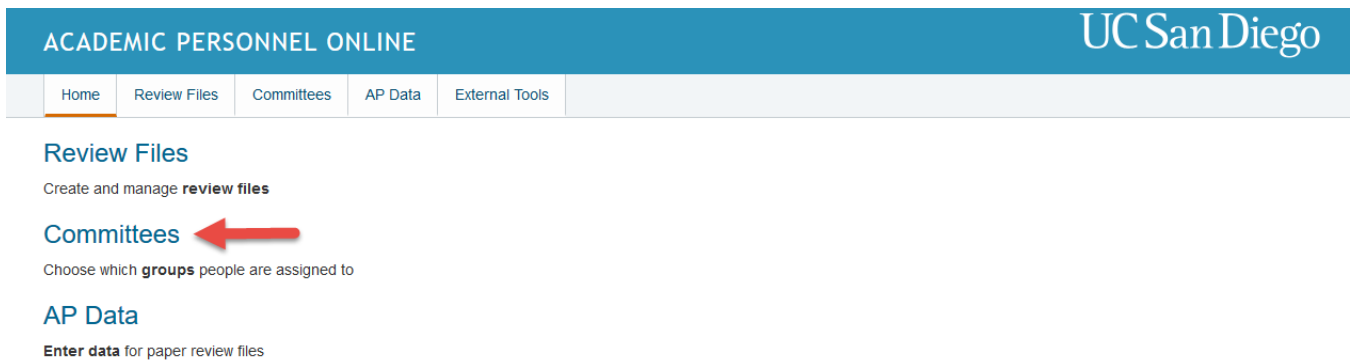 ACADEMIC PERSONNEL ONLINE
UC San Diego
Home Review Files Committees AP Data External Tools
Review Files
Create and manage review files
Committees
Choose which groups people are assigned to
AP Data
Enter data for paper review files